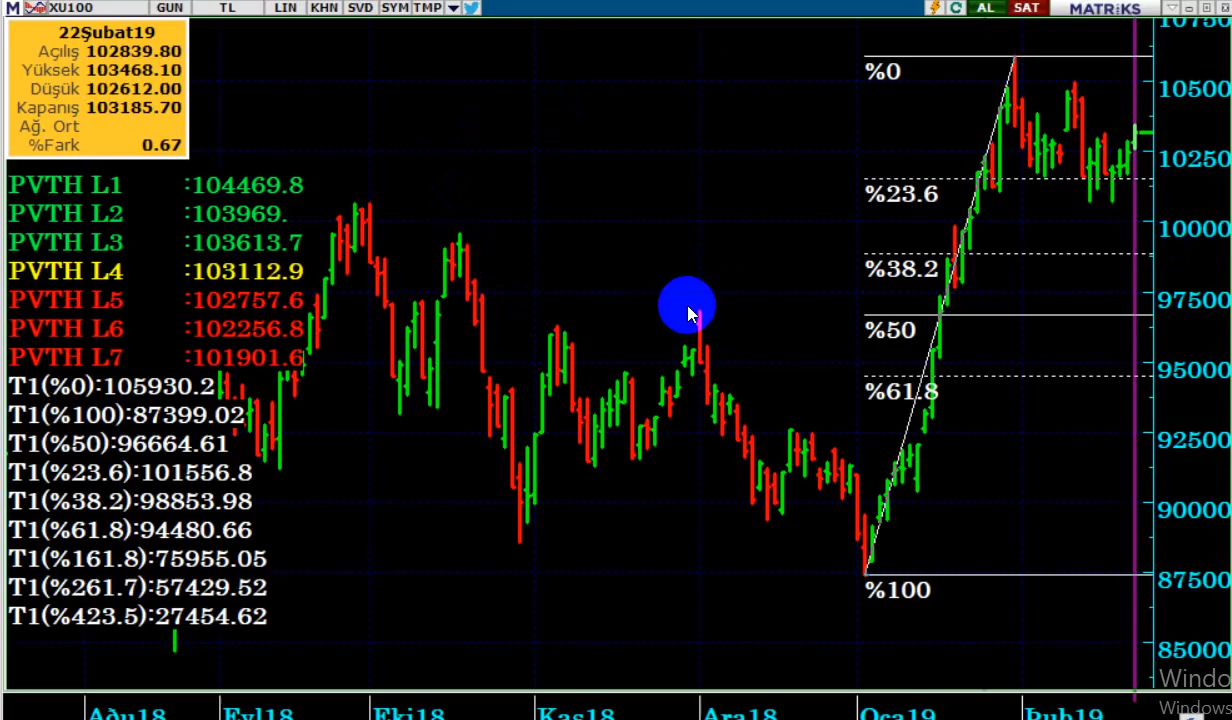 M XU100 GUN TL LIN KHN SVD SYM TMP AL SAT MATRiKS
22Şubat19
Açılış 102839.80
Yüksek 103468.10
Düşük 102612.00
Kapanış 103185.70
Ağ. Ort
%Fark 0.67
PVTH L1 :104469.8
PVTH L2 :103969.
PVTH L3 :103613.7
PVTH L4 :103112.9
PVTH L5 :102757.6
PVTH L6 :102256.8
PVTH L7 :101901.6
T1(%0):105930.2
T1(%100):87399.02
T1(%50):96664.61
T1(%23.6):101556.8
T1(%38.2):98853.98
T1(%61.8):94480.66
T1(%161.8):75955.05
T1(%261.7):57429.52
T1(%423.5):27454.62
%0
%23.6
%38.2
%50
%61.8
%100
10750
10500
10250
10000
97500
95000
92500
90000
87500
85000
Windo
Windows
Aðu18 Eyl18 Eki18 Kas18 Ara18 Oca19 Þub19